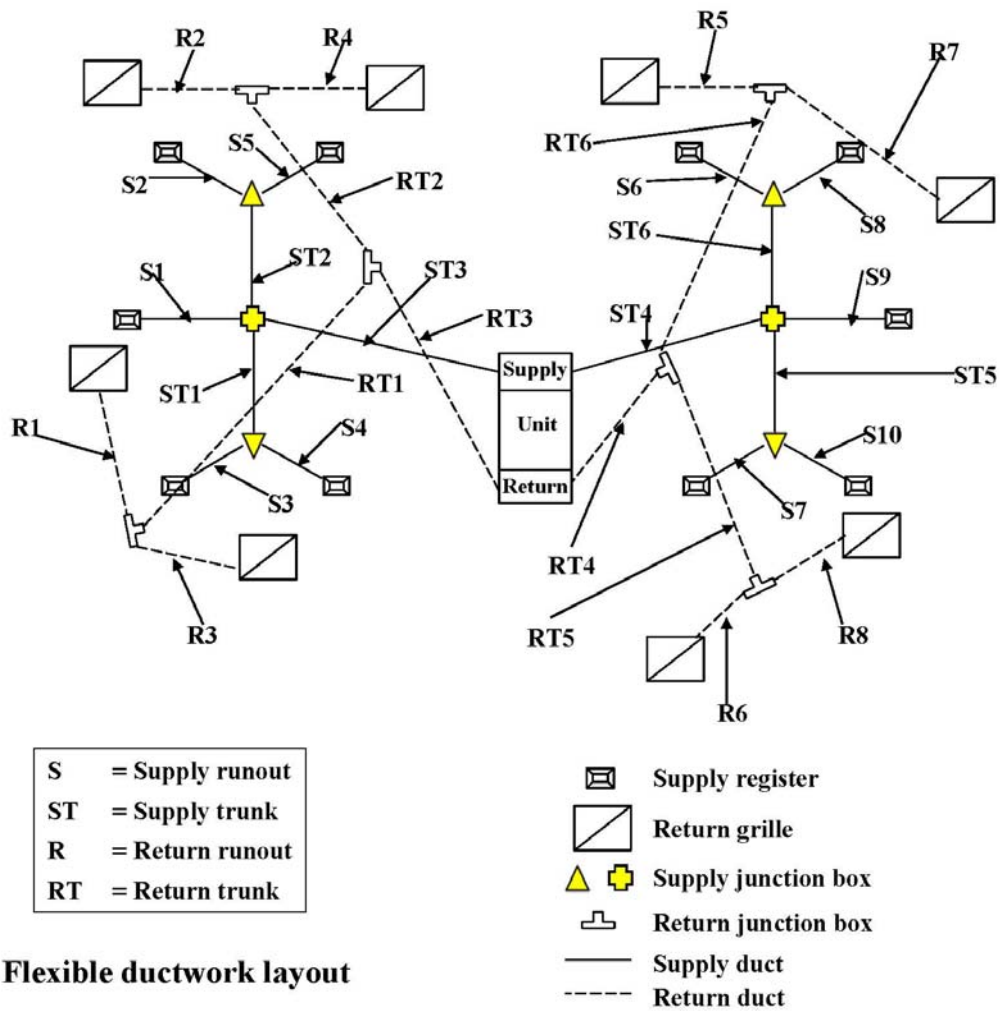 R2
R4
R5
R7
S5
RT6
S2
RT2
S6
S8
ST6
S1
ST2
ST3
S9
RT3
ST4
Supply
ST1
RT1
ST5
Unit
R1
S4
S10
Return
S3
S7
RT4
R3
RT5
R8
R6
S = Supply runout
ST = Supply trunk
R = Return runout
RT = Return trunk
Supply register
Return grille
Supply junction box
Return junction box
Supply duct
Return duct
Flexible ductwork layout